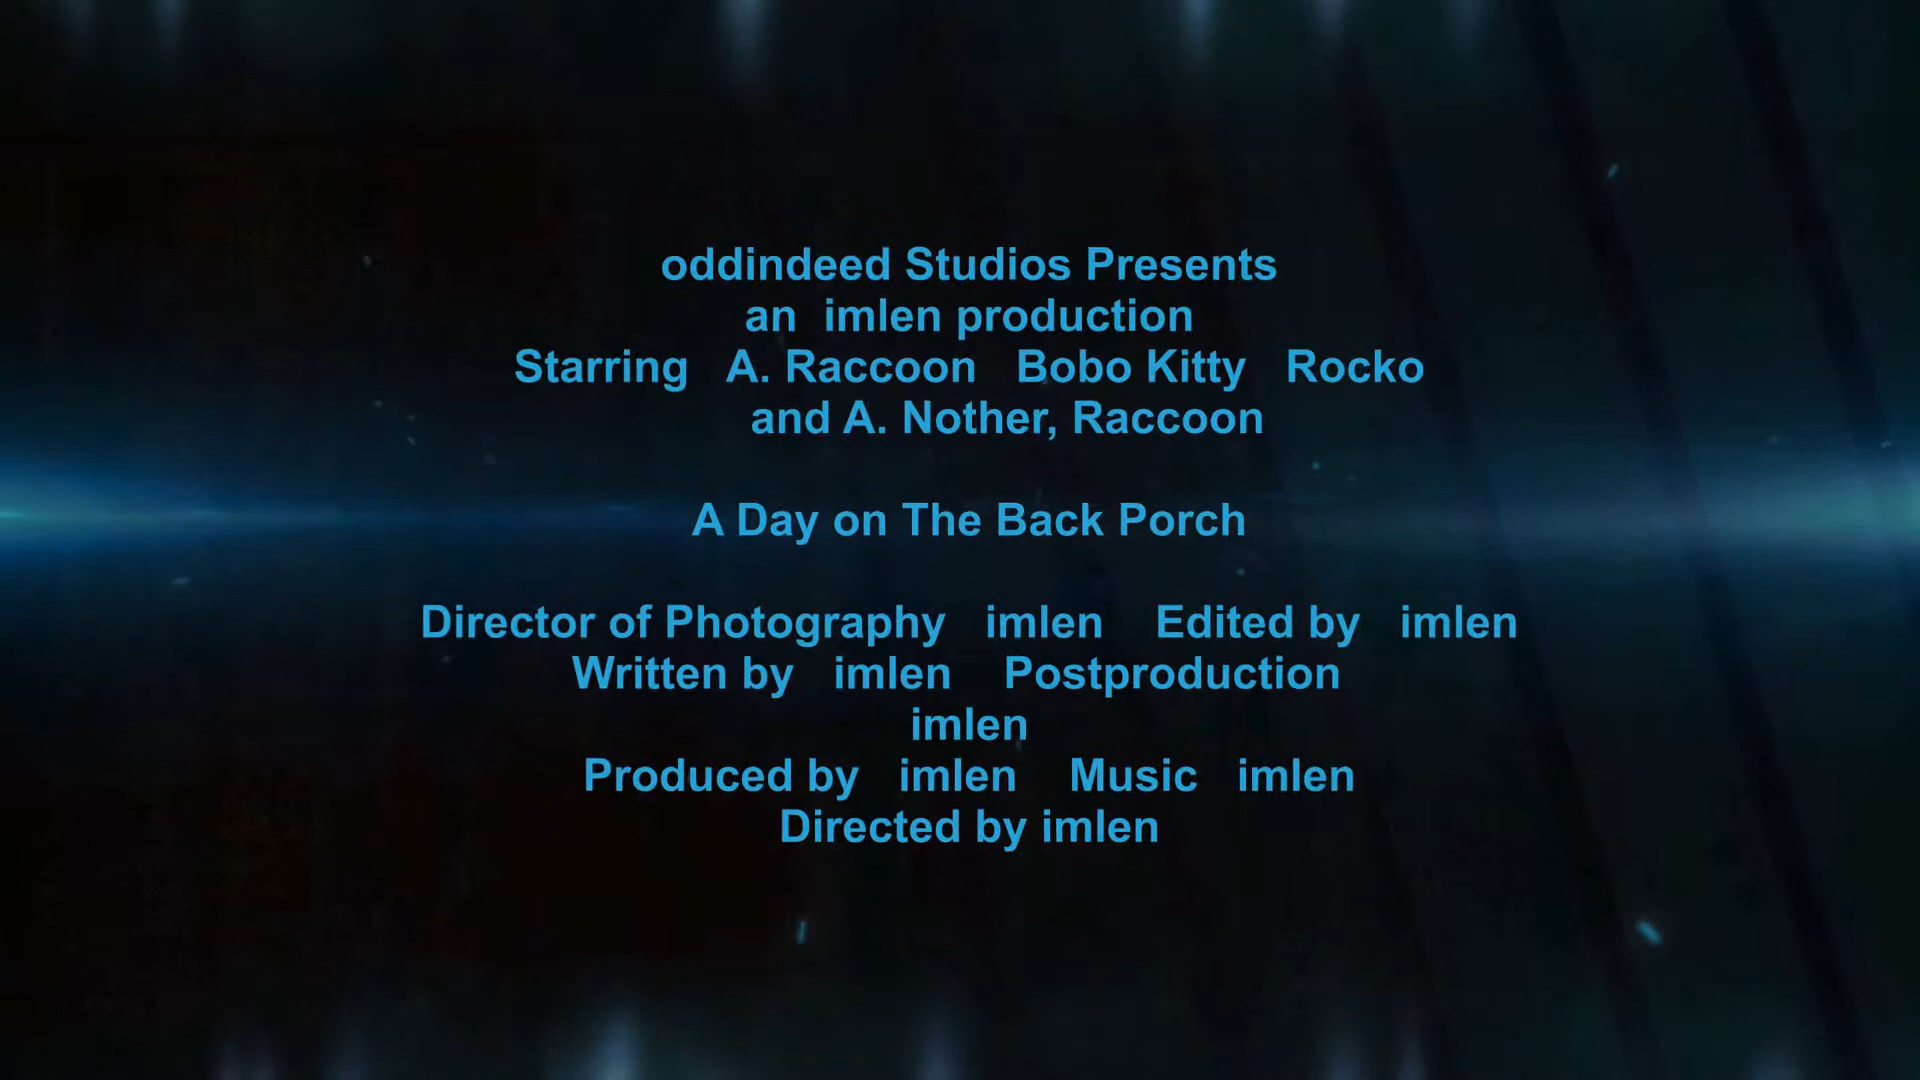 oddindeed Studios Presents
an imlen production
Starring A. Raccoon Bobo Kitty Rocko
and A. Nother, Raccoon
A Day on The Back Porch
Director of Photography imlen Edited by imlen
Written by imlen Postproduction
imlen
Produced by imlen Music imlen
Directed by imlen